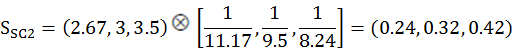 S_SC2 = (2.67, 3, 3.5) ⊗ [1/11.17, 1/9.5, 1/8.24] = (0.24, 0.32, 0.42)